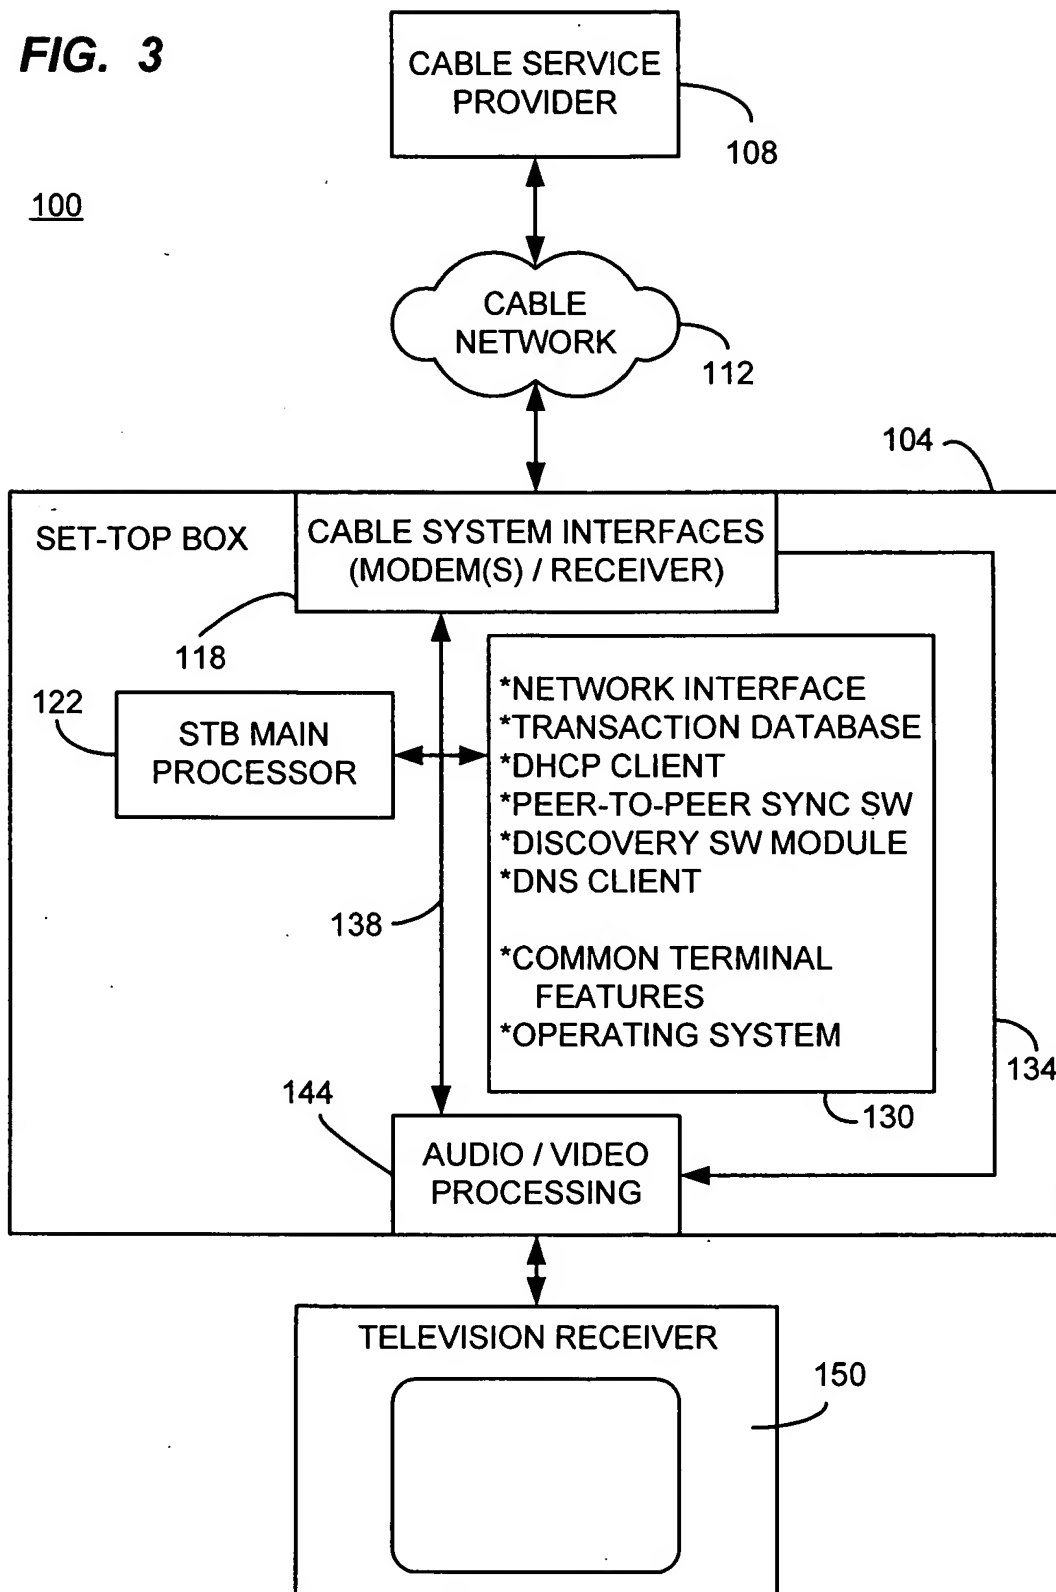 FIG. 3
CABLE SERVICE
PROVIDER
108
100
CABLE
NETWORK
112
104
SET-TOP BOX
CABLE SYSTEM INTERFACES
(MODEM(S) / RECEIVER)
118
122
STB MAIN
PROCESSOR
*NETWORK INTERFACE
*TRANSACTION DATABASE
*DHCP CLIENT
*PEER-TO-PEER SYNC SW
*DISCOVERY SW MODULE
*DNS CLIENT
*COMMON TERMINAL
FEATURES
*OPERATING SYSTEM
138
134
130
144
AUDIO / VIDEO
PROCESSING
TELEVISION RECEIVER
150